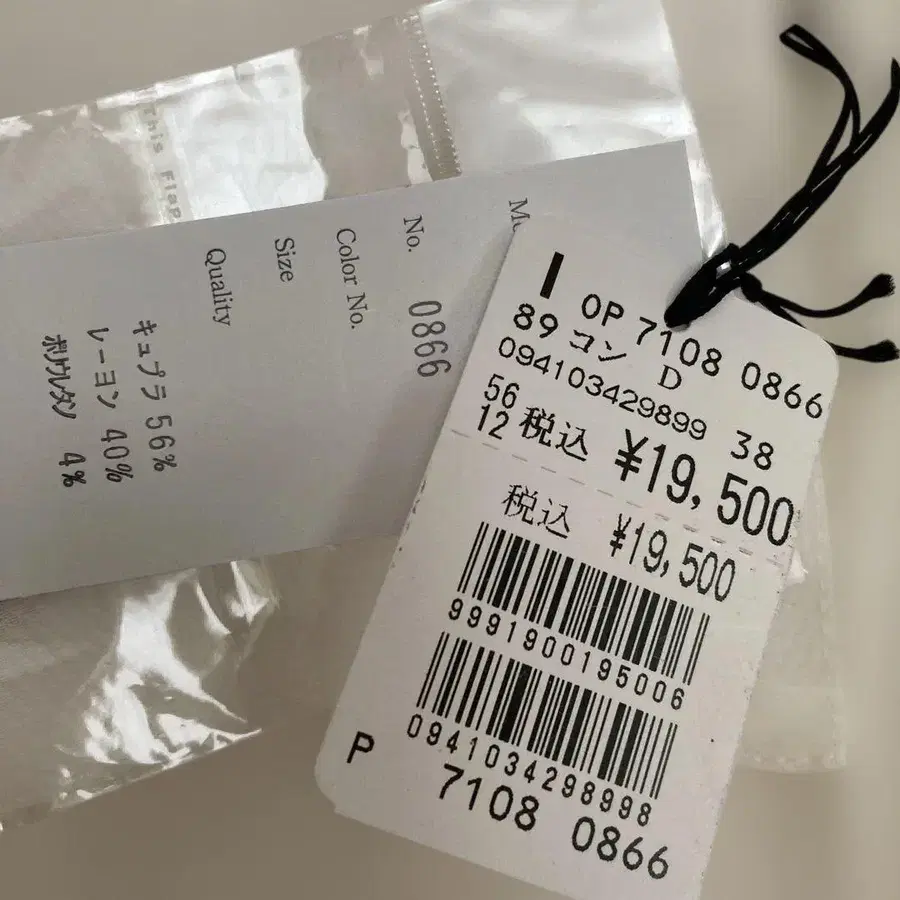 This Flap
No. 0866
Color No.
Size
Quality
キュプラ 56%
レーヨン 40%
ポリウレタン 4%
I OP 7108 0866
89 コン D
094103429899 38
56
12 税込 ¥19,500
税込 ¥19,500
9991900195006
0941034298998
P 7108 0866